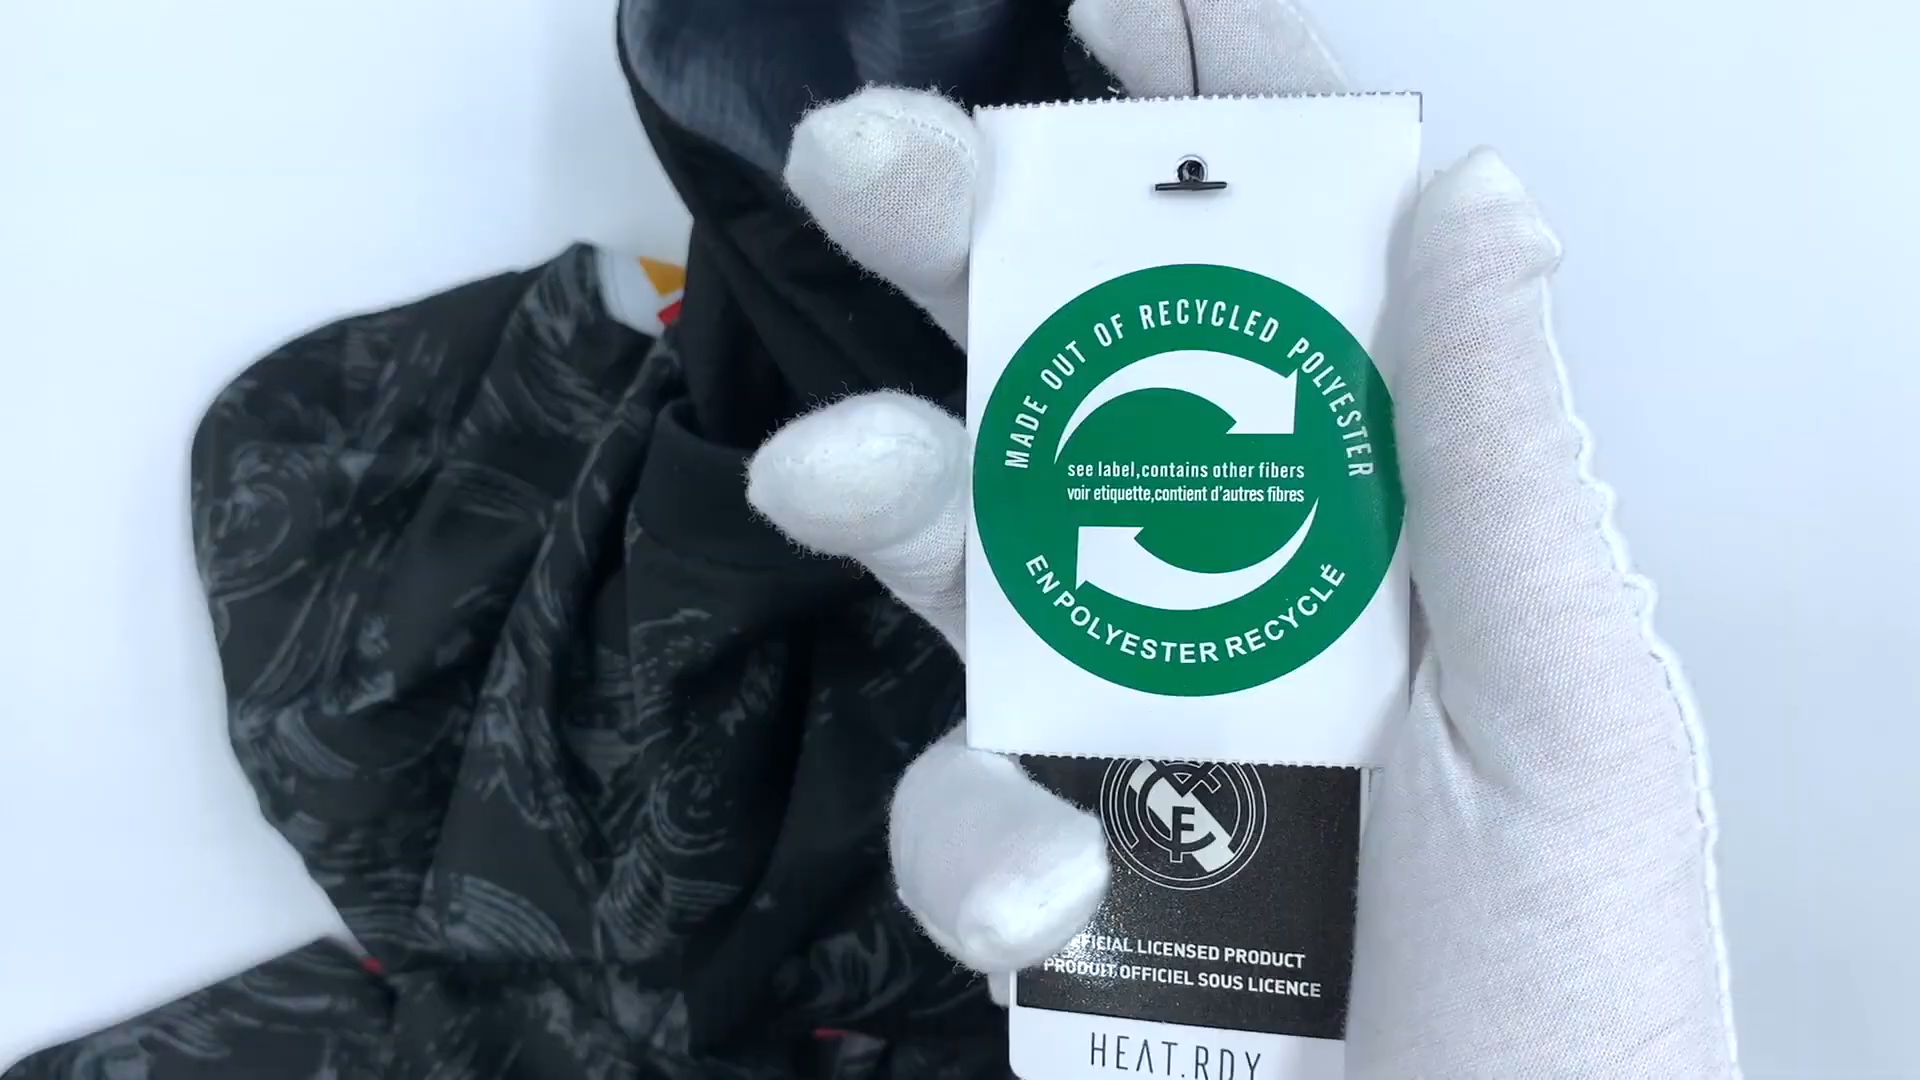 MADE OUT OF RECYCLED POLYESTER
see label,contains other fibers
voir etiquette,contient d'autres fibres
EN POLYESTER RECYCLÉ
LICENSED PRODUCT
PRODUIT OFFICIEL SOUS LICENCE
HEAT.RDY